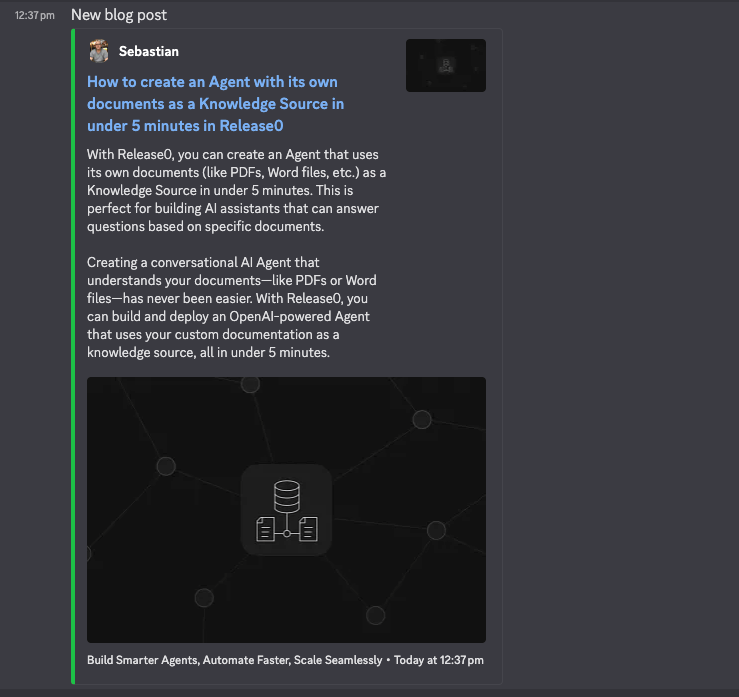 12:37 pm New blog post
Sebastian
How to create an Agent with its own
documents as a Knowledge Source in
under 5 minutes in Release0
With Release0, you can create an Agent that uses
its own documents (like PDFs, Word files, etc.) as a
Knowledge Source in under 5 minutes. This is
perfect for building AI assistants that can answer
questions based on specific documents.
Creating a conversational AI Agent that
understands your documents—like PDFs or Word
files—has never been easier. With Release0, you
can build and deploy an OpenAI-powered Agent
that uses your custom documentation as a
knowledge source, all in under 5 minutes.
Build Smarter Agents, Automate Faster, Scale Seamlessly • Today at 12:37 pm